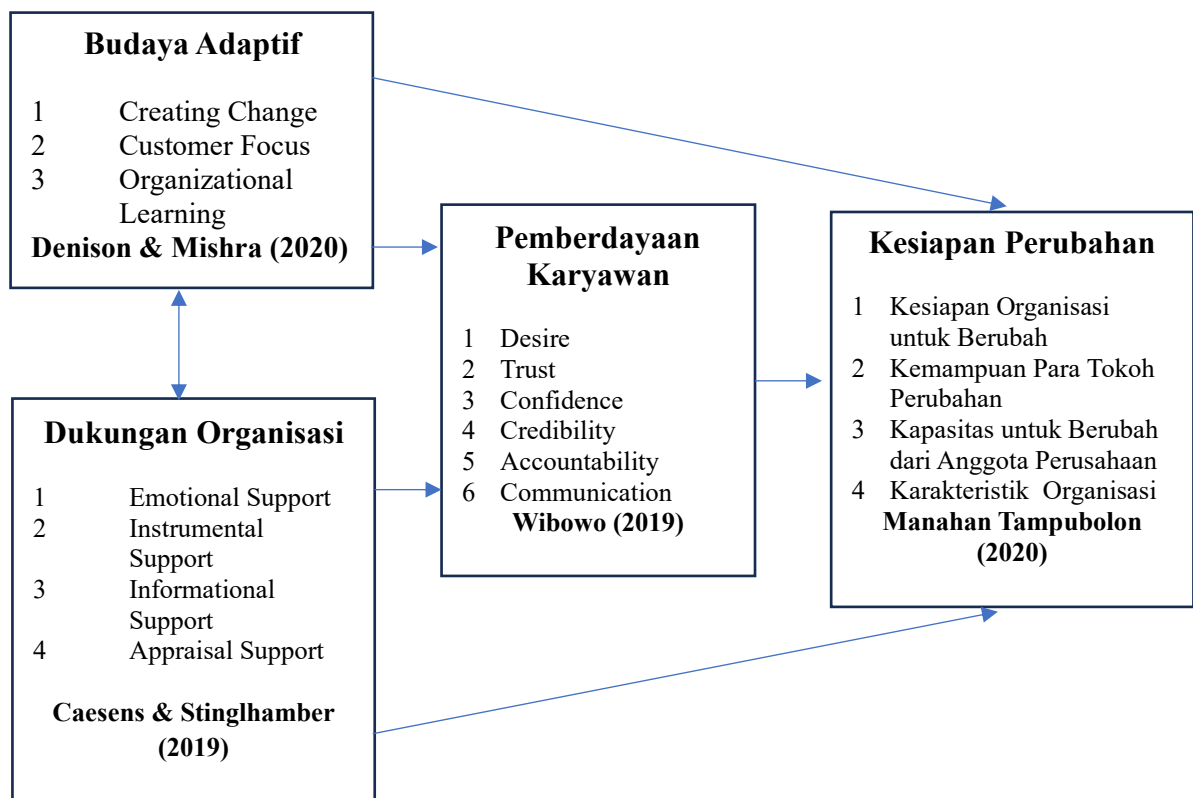 Budaya Adaptif
1 Creating Change
2 Customer Focus
3 Organizational
Learning
Denison & Mishra (2020)
Dukungan Organisasi
1 Emotional Support
2 Instrumental
Support
3 Informational
Support
4 Appraisal Support
Caesens & Stinglhamber
(2019)
Pemberdayaan
Karyawan
1 Desire
2 Trust
3 Confidence
4 Credibility
5 Accountability
6 Communication
Wibowo (2019)
Kesiapan Perubahan
1 Kesiapan Organisasi
untuk Berubah
2 Kemampuan Para Tokoh
Perubahan
3 Kapasitas untuk Berubah
dari Anggota Perusahaan
4 Karakteristik Organisasi
Manahan Tampubolon
(2020)